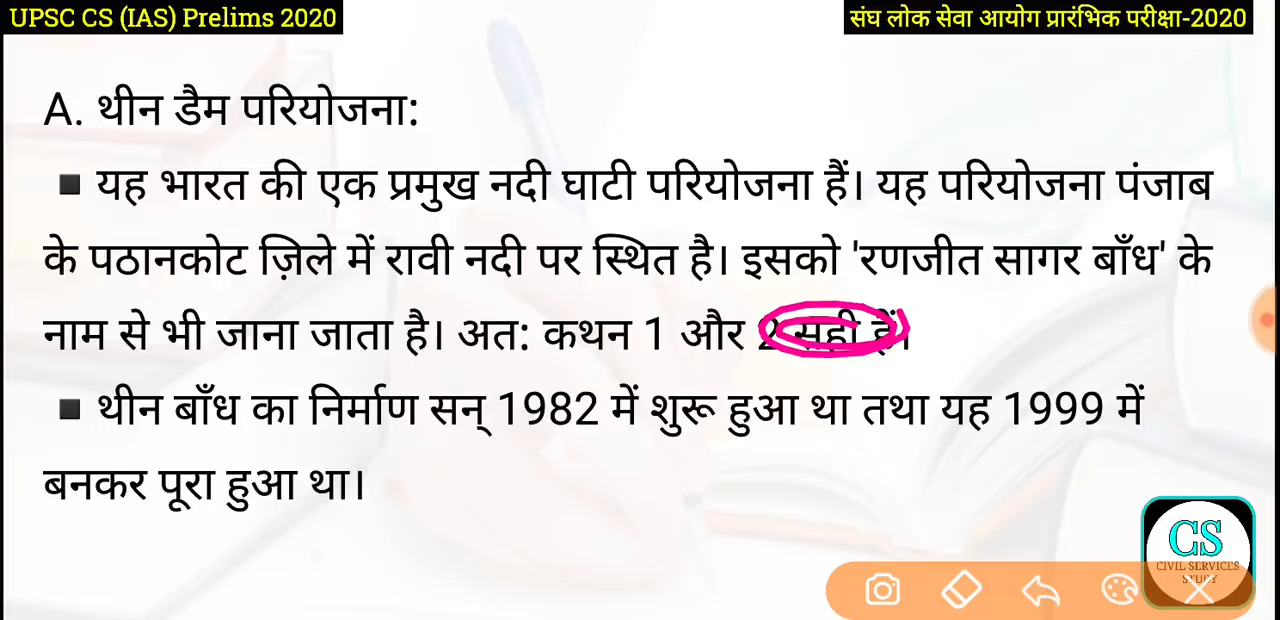 UPSC CS (IAS) Prelims 2020
संघ लोक सेवा आयोग प्रारंभिक परीक्षा-2020
A. थीन डैम परियोजना:
▪ यह भारत की एक प्रमुख नदी घाटी परियोजना हैं। यह परियोजना पंजाब
के पठानकोट ज़िले में रावी नदी पर स्थित है। इसको 'रणजीत सागर बाँध' के
नाम से भी जाना जाता है। अत: कथन 1 और 2 सही हैं।
▪ थीन बाँध का निर्माण सन् 1982 में शुरू हुआ था तथा यह 1999 में
बनकर पूरा हुआ था।
CS
CIVIL SERVICES
STUDY